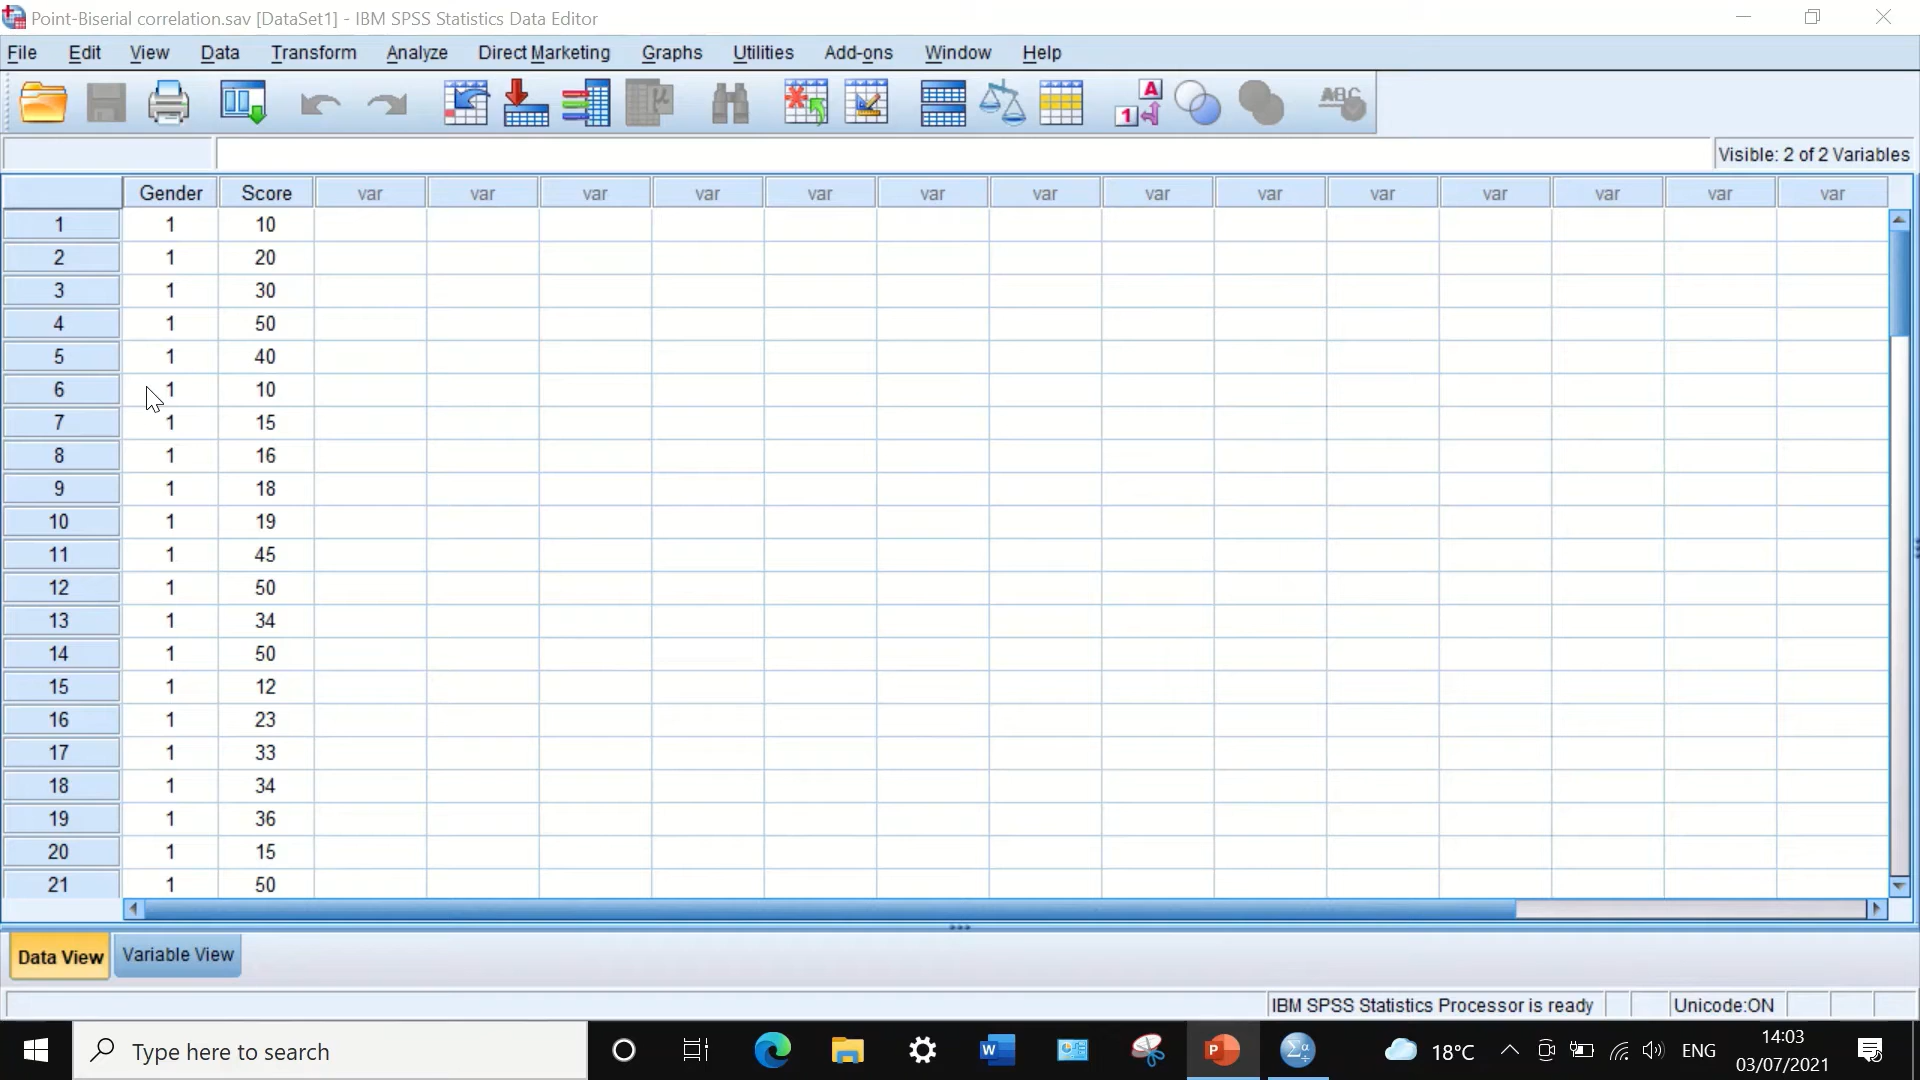 Point-Biserial correlation.sav [DataSet1] - IBM SPSS Statistics Data Editor
File Edit View Data Transform Analyze Direct Marketing Graphs Utilities Add-ons Window Help
1 A ABC
Visible: 2 of 2 Variables
Gender Score var var var var var var var var var var var var var var
1 1 10
2 1 20
3 1 30
4 1 50
5 1 40
6 1 10
7 1 15
8 1 16
9 1 18
10 1 19
11 1 45
12 1 50
13 1 34
14 1 50
15 1 12
16 1 23
17 1 33
18 1 34
19 1 36
20 1 15
21 1 50
Data View Variable View
IBM SPSS Statistics Processor is ready Unicode:ON
Type here to search 18°C ENG 14:03
03/07/2021